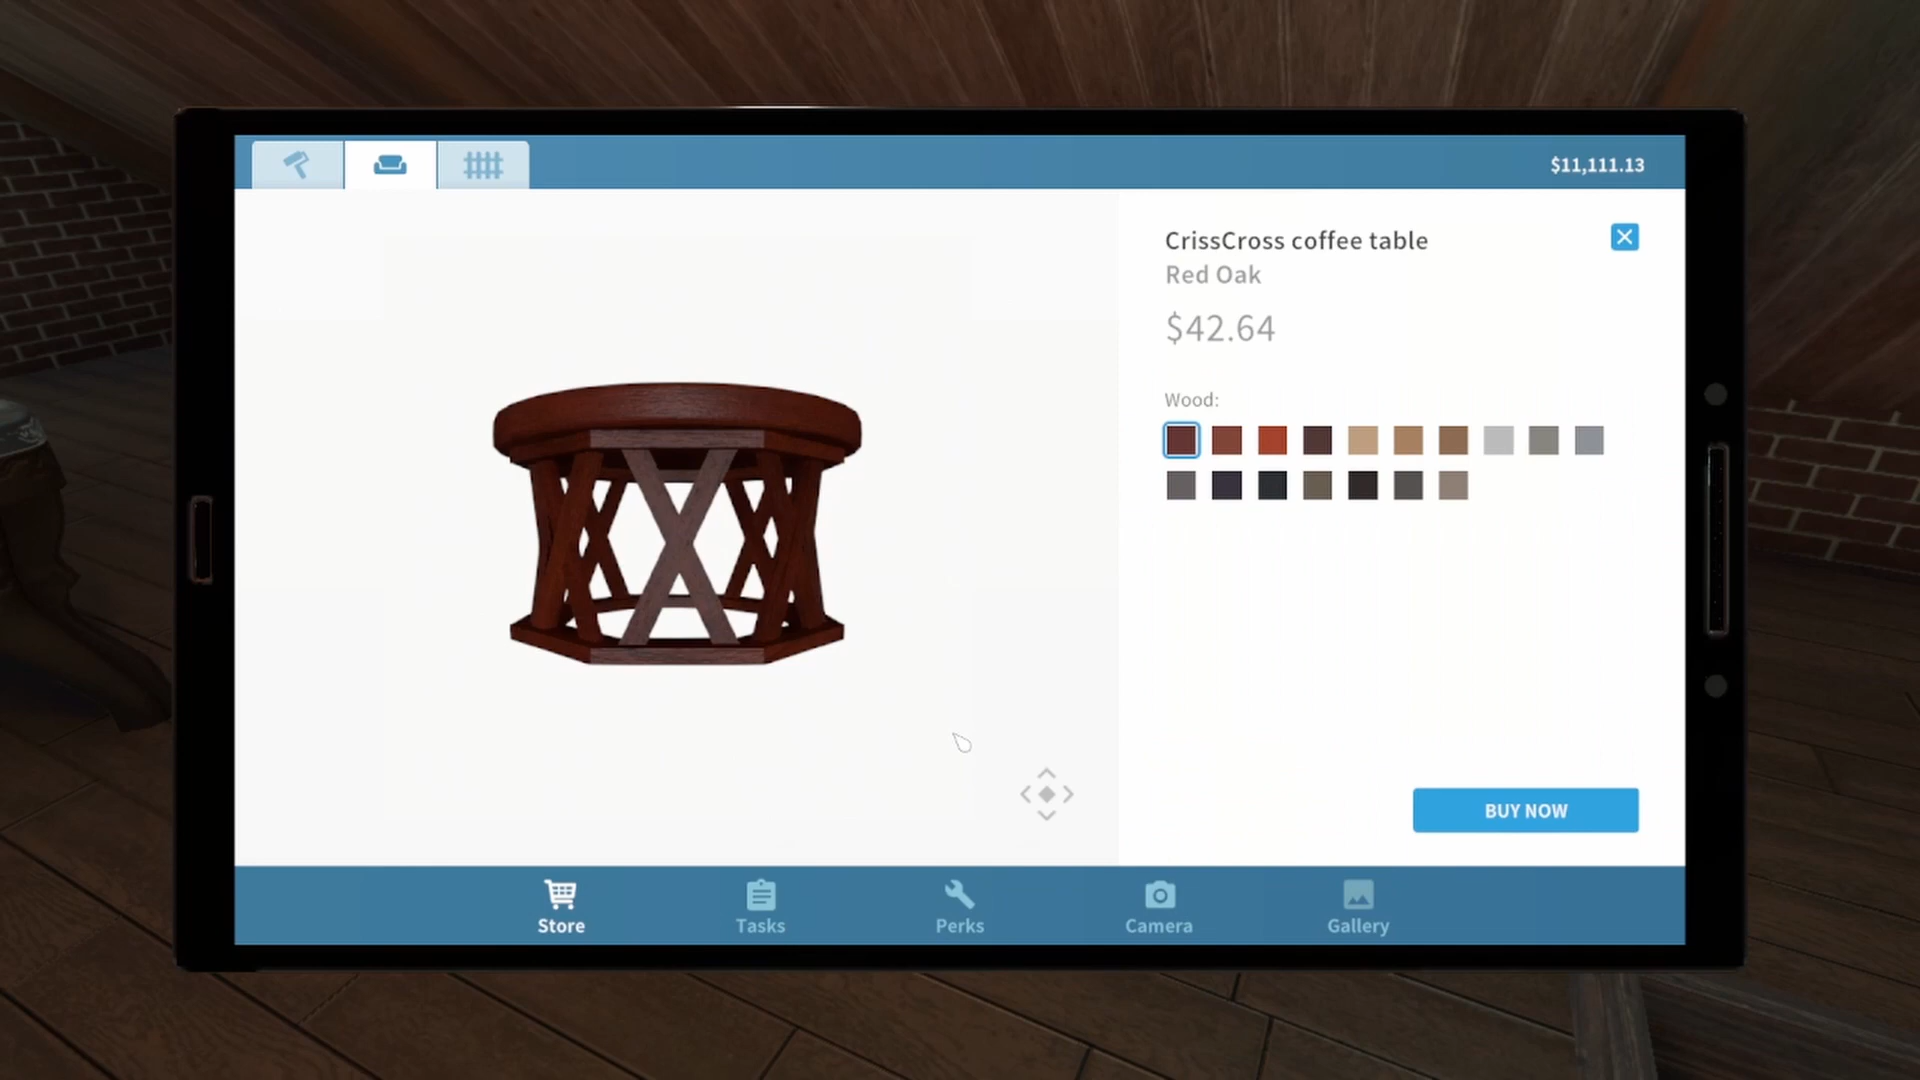 $11,111.13
CrissCross coffee table
Red Oak
$42.64
Wood:
BUY NOW
Store
Tasks
Perks
Camera
Gallery